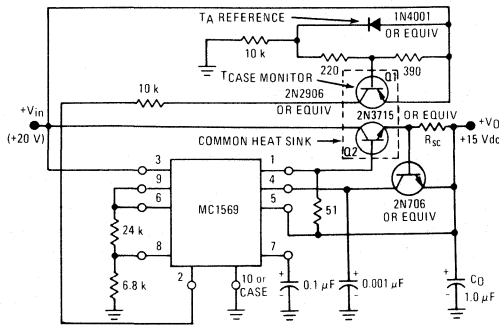 TA REFERENCE
1N4001
OR EQUIV
10 k
220
390
TCASE MONITOR
Q1
10 k
2N2906
OR EQUIV
2N3715
OR EQUIV
+Vin
(+20 V)
COMMON HEAT SINK
Q2
RSC
+VO
+15 Vdc
3
1
9
4
6
5
MC1569
2N706
OR EQUIV
51
24 k
8
7
2
10 or
CASE
6.8 k
+
-
0.1 µF
+
-
0.001 µF
+
-
CO
1.0 µF